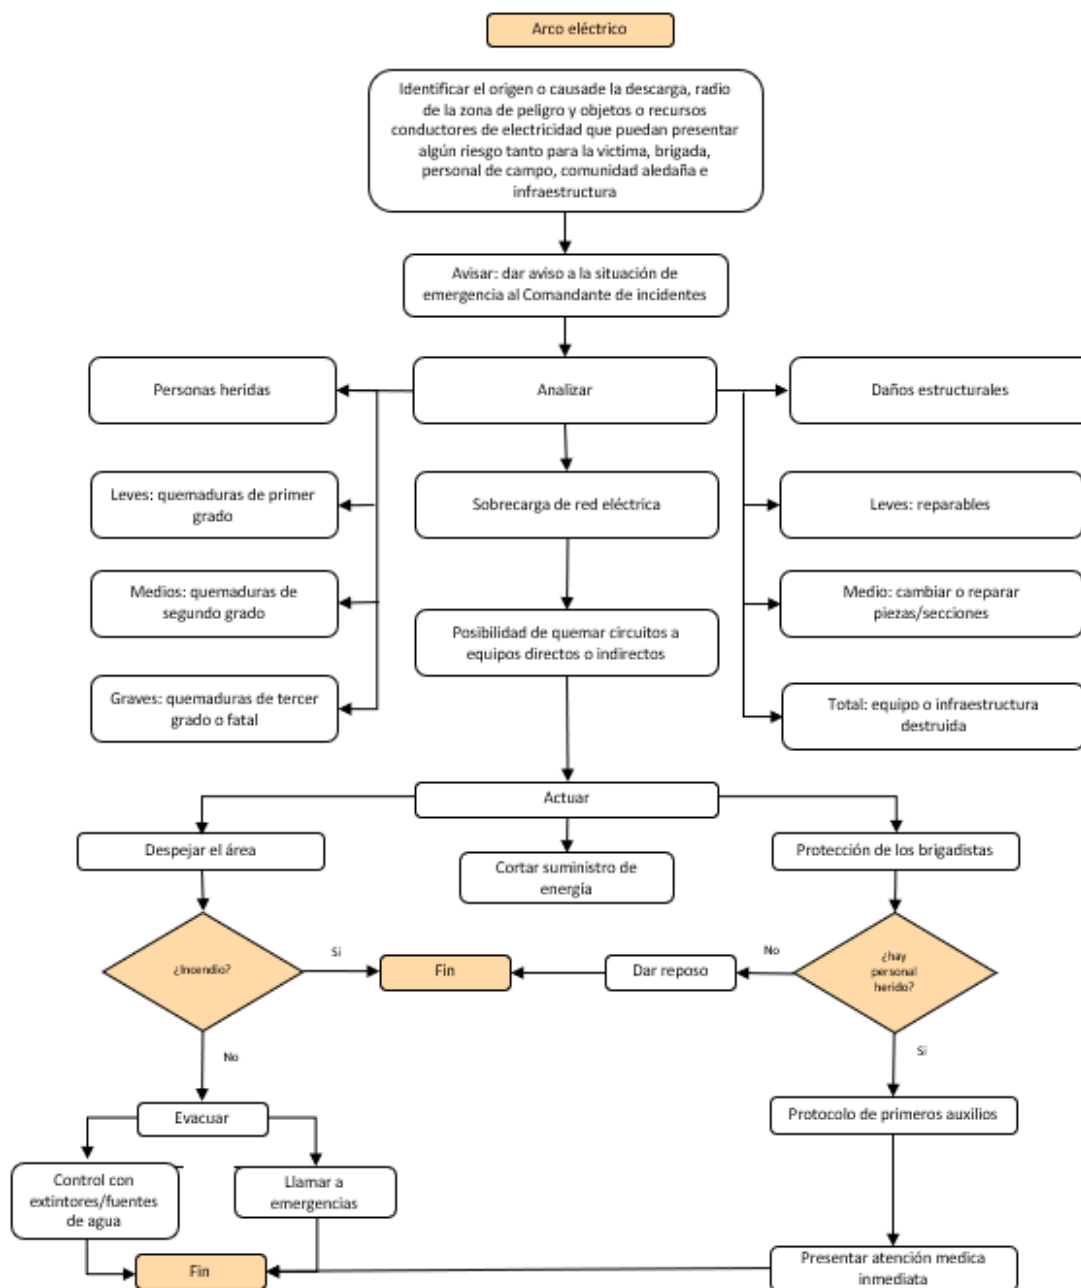 Arco eléctrico
Identificar el origen o causade la descarga, radio
de la zona de peligro y objetos o recursos
conductores de electricidad que puedan presentar
algún riesgo tanto para la victima, brigada,
personal de campo, comunidad aledaña e
infraestructura
Avisar: dar aviso a la situación de
emergencia al Comandante de incidentes
Personas heridas
Analizar
Daños estructurales
Leves: quemaduras de primer
grado
Sobrecarga de red eléctrica
Leves: reparables
Medios: quemaduras de
segundo grado
Posibilidad de quemar circuitos a
equipos directos o indirectos
Medio: cambiar o reparar
piezas/secciones
Graves: quemaduras de tercer
grado o fatal
Total: equipo o infraestructura
destruida
Actuar
Despejar el área
Cortar suministro de
energía
Protección de los brigadistas
¿Incendio?
Si
Fin
Dar reposo
No
¿hay
personal
herido?
No
Si
Evacuar
Protocolo de primeros auxilios
Control con
extintores/fuentes
de agua
Llamar a
emergencias
Fin
Presentar atención medica
inmediata